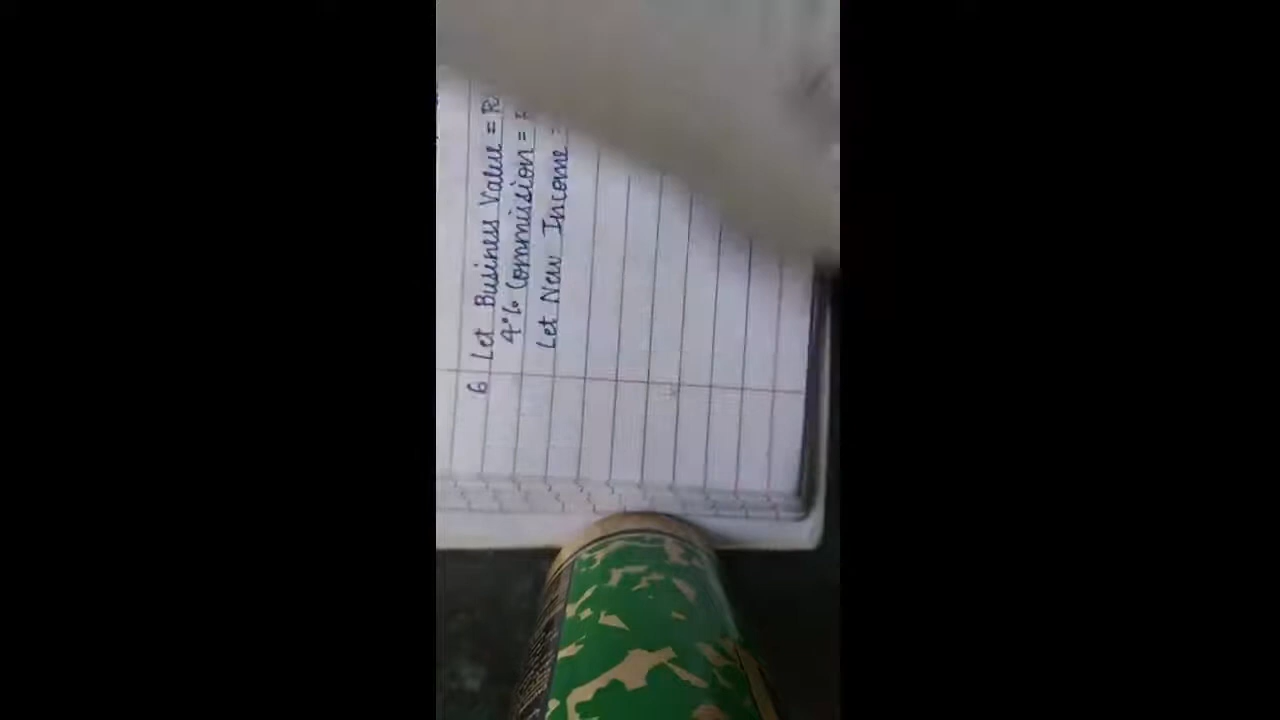 6 Let Business Value = R
4% Commission =
Let New Income =